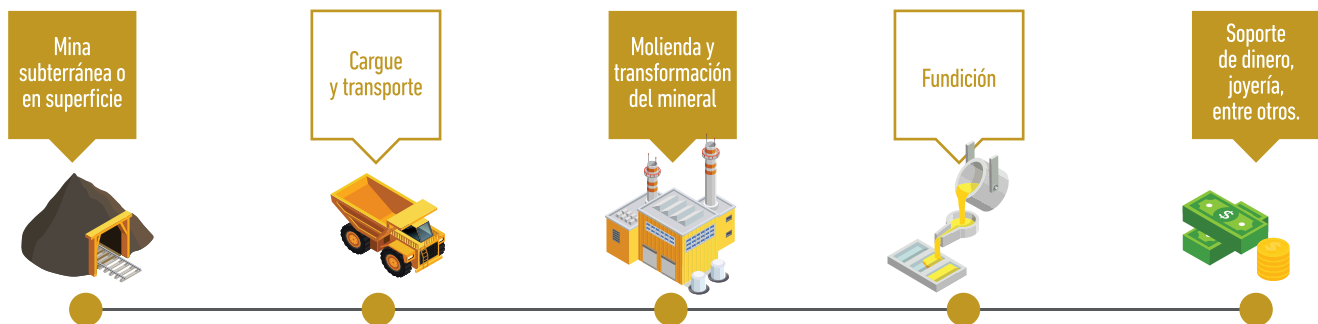 Mina
subterránea o
en superficie
Cargue
y transporte
Molienda y
transformación
del mineral
Fundición
Soporte
de dinero,
joyería,
entre otros.